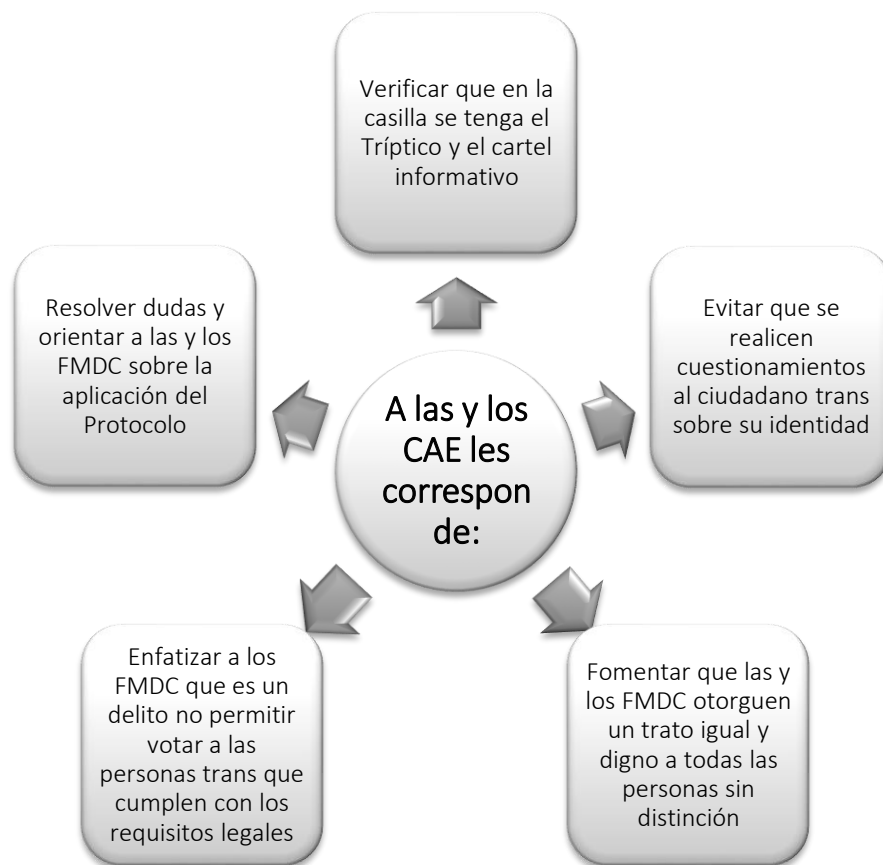 Verificar que en la
casilla se tenga el
Tríptico y el cartel
informativo
Resolver dudas y
orientar a las y los
FMDC sobre la
aplicación del
Protocolo
A las y los
CAE les
correspon
de:
Evitar que se
realicen
cuestionamientos
al ciudadano trans
sobre su identidad
Enfatizar a los
FMDC que es un
delito no permitir
votar a las
personas trans que
cumplen con los
requisitos legales
Fomentar que las y
los FMDC otorguen
un trato igual y
digno a todas las
personas sin
distinción